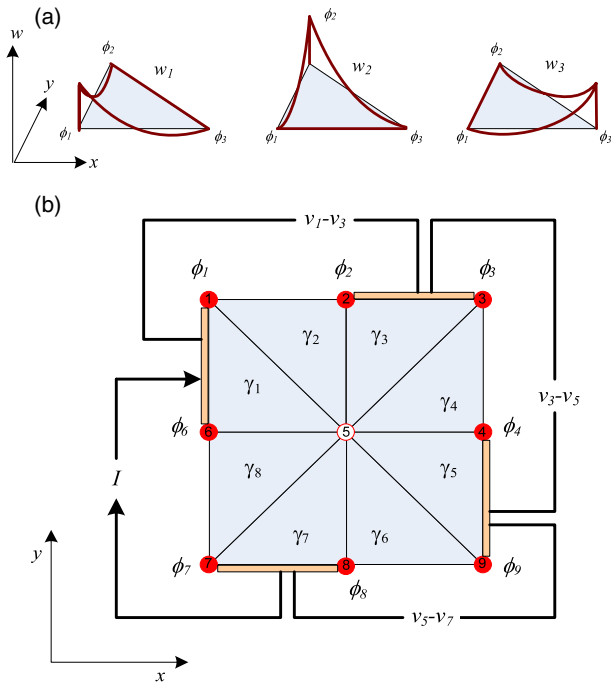 (a)
w
y
x
ϕ2
w1
ϕ1
ϕ3
ϕ2
w2
ϕ1
ϕ3
ϕ2
w3
ϕ1
ϕ3
(b)
v1-v3
ϕ1 ϕ2 ϕ3
1 2 3
γ2 γ3
γ1 γ4
v3-v5
ϕ6 6 5 4 ϕ4
γ8 γ5
I
γ7 γ6
ϕ7 7 8 9 ϕ9
ϕ8
v5-v7
y
x